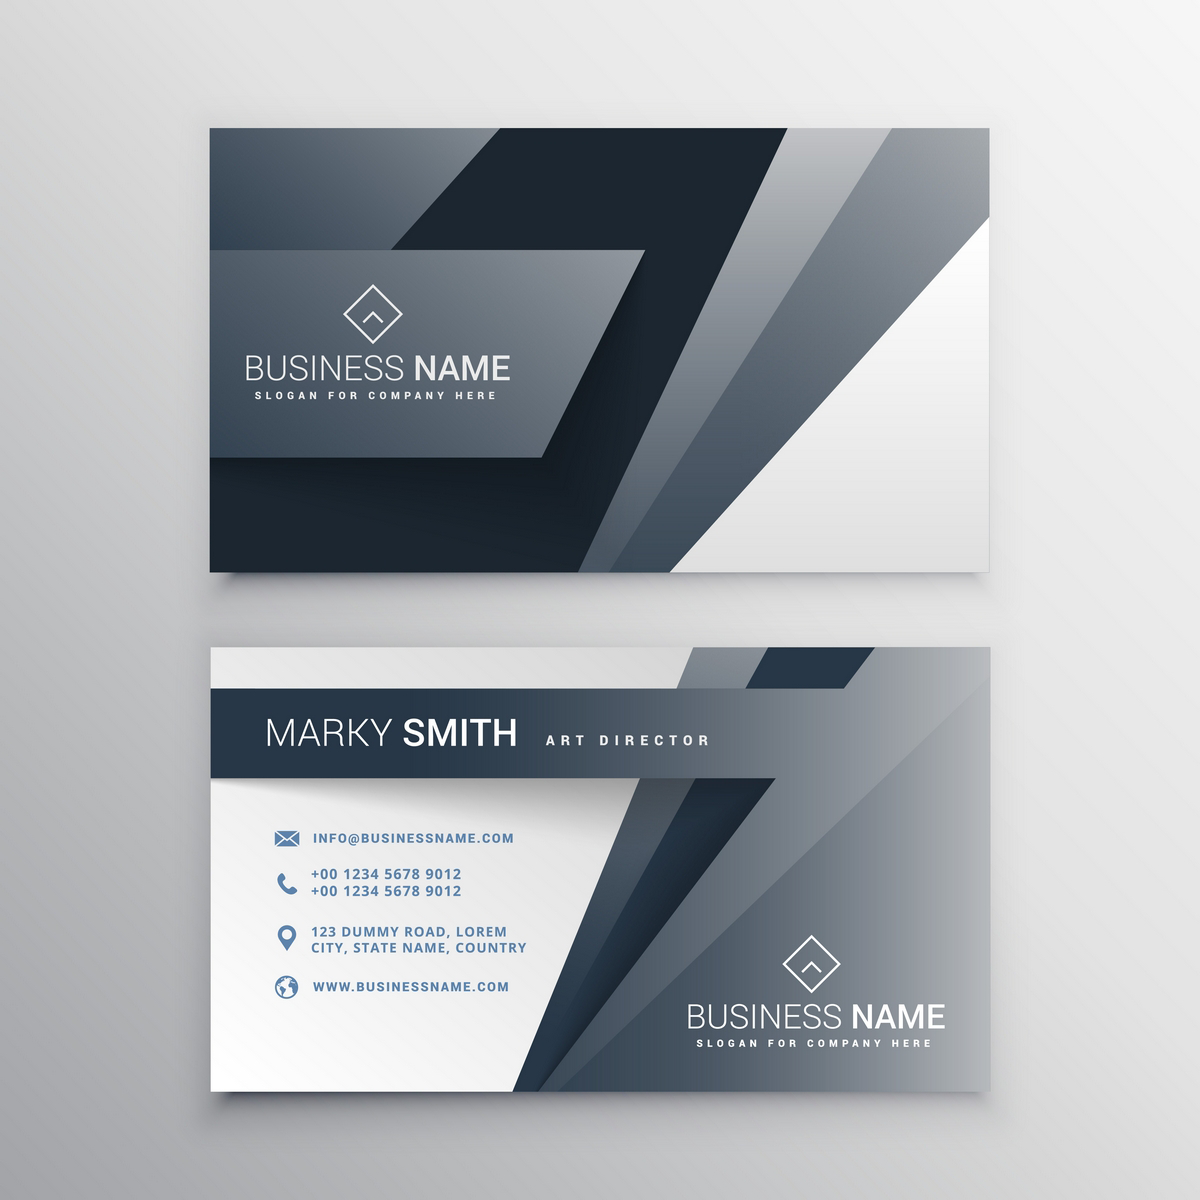 BUSINESS NAME
SLOGAN FOR COMPANY HERE
MARKY SMITH ART DIRECTOR
INFO@BUSINESSNAME.COM
+00 1234 5678 9012
+00 1234 5678 9012
123 DUMMY ROAD, LOREM
CITY, STATE NAME, COUNTRY
WWW.BUSINESSNAME.COM
BUSINESS NAME
SLOGAN FOR COMPANY HERE